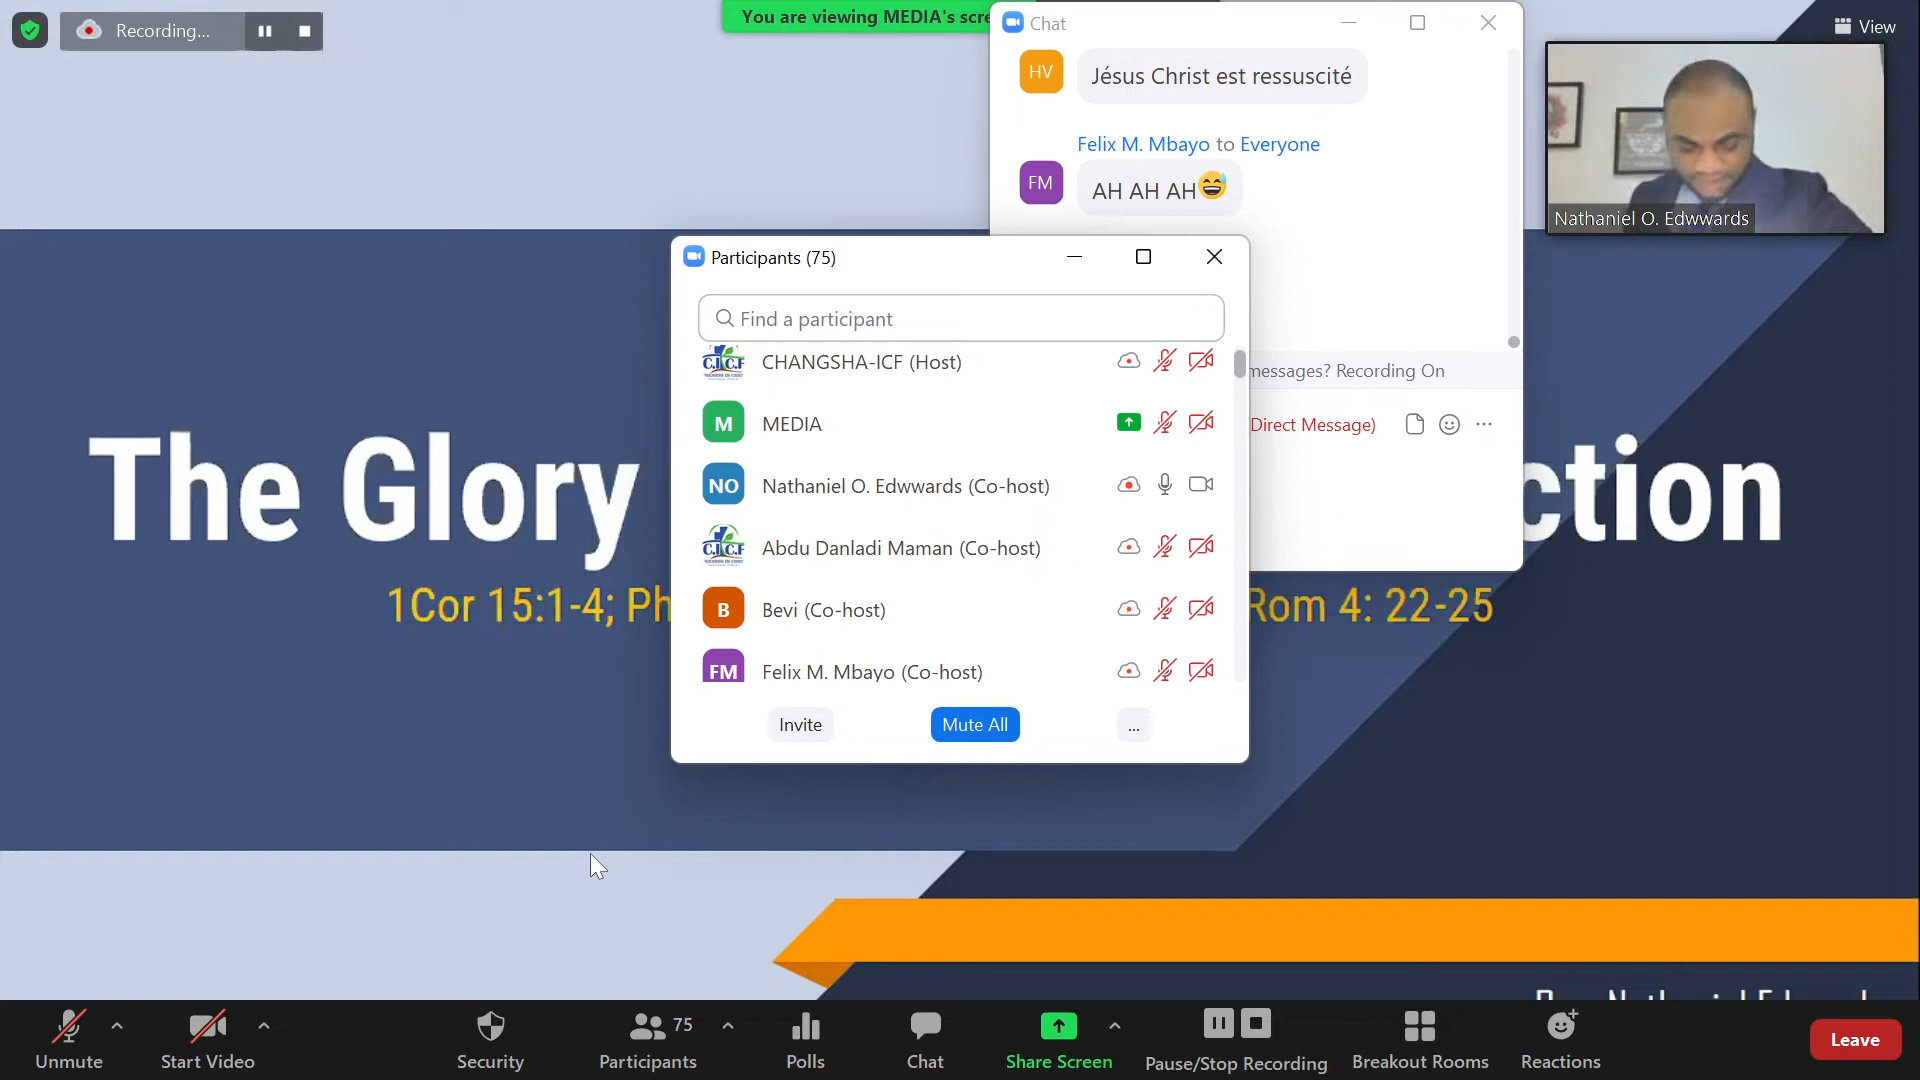 Recording...
You are viewing MEDIA's scre
View
Chat
HV
Jésus Christ est ressuscité
Felix M. Mbayo to Everyone
FM
AH AH AH😅
messages? Recording On
Direct Message)
Nathaniel O. Edwwards
Participants (75)
Find a participant
CHANGSHA-ICF (Host)
M MEDIA
NO Nathaniel O. Edwwards (Co-host)
C.I.C.F Abdu Danladi Maman (Co-host)
B Bevi (Co-host)
FM Felix M. Mbayo (Co-host)
Invite
Mute All
...
The Glory
ction
1Cor 15:1-4; Ph
Rom 4: 22-25
Unmute
Start Video
Security
75
Participants
Polls
Chat
Share Screen
Pause/Stop Recording
Breakout Rooms
Reactions
Leave